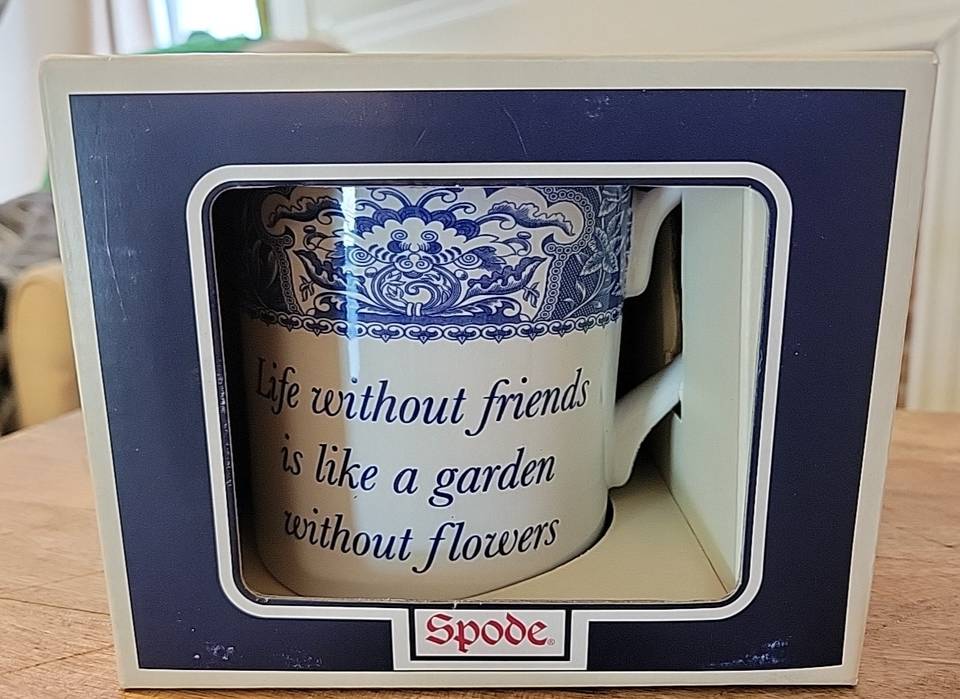 Life without friends
is like a garden
without flowers
Spode®